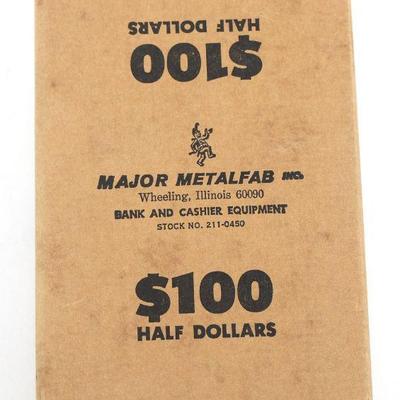 HALF DOLLARS
$100
MAJOR METALFAB INC.
Wheeling, Illinois 60090
BANK AND CASHIER EQUIPMENT
STOCK NO. 211-0450
$100
HALF DOLLARS